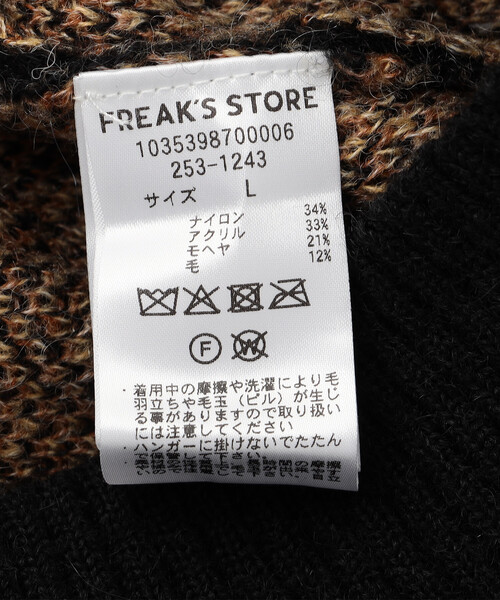 FREAK'S STORE
1035398700006
253-1243
サイズ L
ナイロン 34%
アクリル 33%
モヘヤ 21%
毛 12%
F W
・着用中の摩擦や洗濯により毛
羽立ちや毛玉(ピル)が生じ
る事がありますので取り扱い
には注意してください
・ハンガーに掛けないでたたん